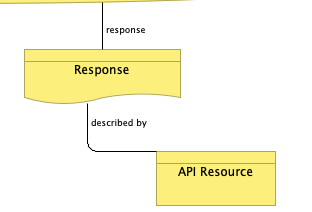 response
Response
described by
API Resource